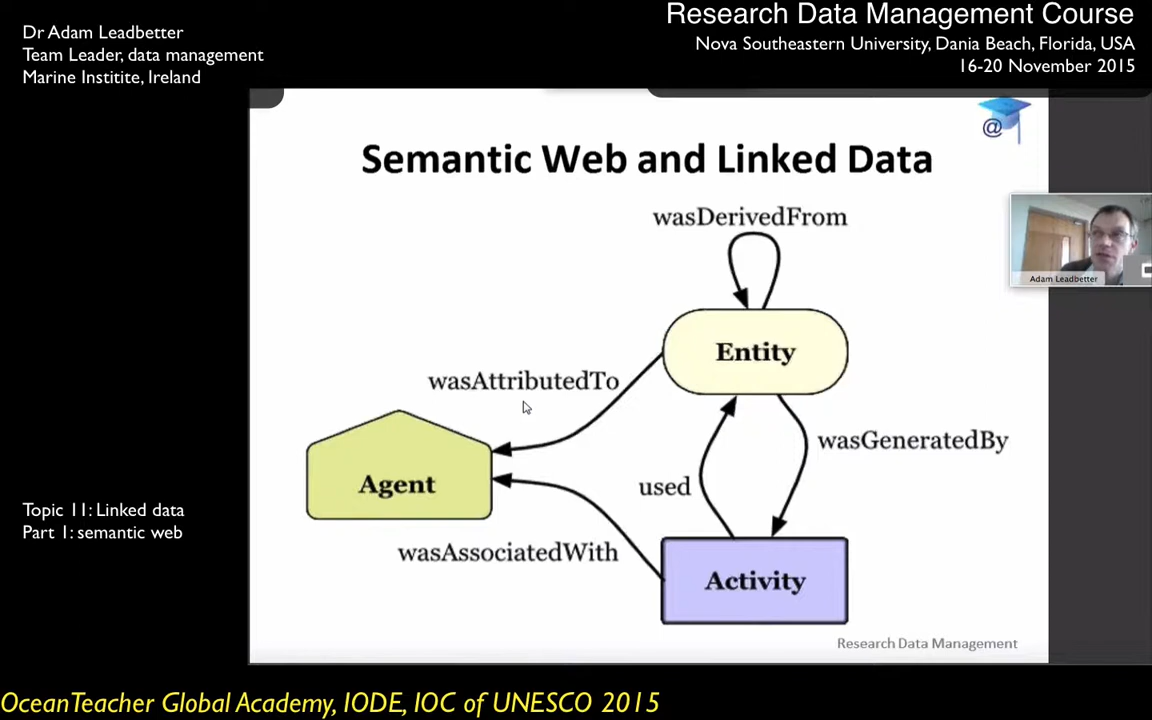 Dr Adam Leadbetter
Team Leader, data management
Marine Institite, Ireland
Research Data Management Course
Nova Southeastern University, Dania Beach, Florida, USA
16-20 November 2015
@
Semantic Web and Linked Data
wasDerivedFrom
Adam Leadbetter
Entity
wasAttributedTo
wasGeneratedBy
Agent
used
Topic 11: Linked data
Part 1: semantic web
wasAssociatedWith
Activity
Research Data Management
OceanTeacher Global Academy, IODE, IOC of UNESCO 2015